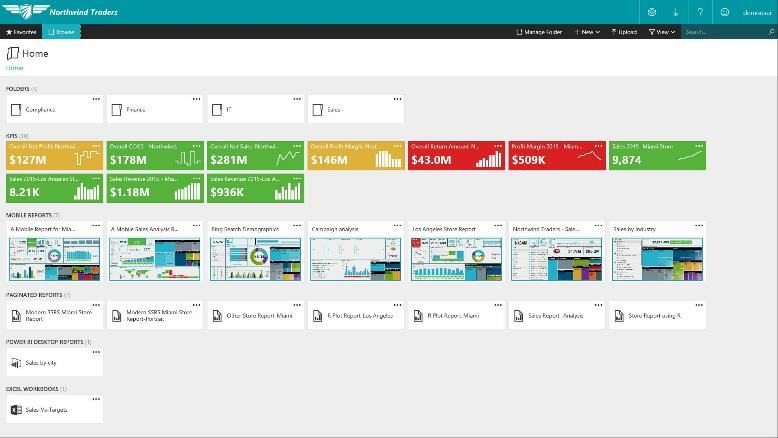 Northwind Traders
demouser
Favorites
Browse
Manage Folder
New
Upload
View
Search...
Home
Home
FOLDERS (4)
Compliance
Finance
IT
Sales
KPIS (10)
Overall Net Profit-Northwi...
$127M
Overall COGS - Northwind...
$178M
Overall Net Sales-Northwi...
$281M
Overall Profit Margin-Nort...
$146M
Overall Return Amount-N...
$43.0M
Profit Margin 2015 - Miam...
$509K
Sales 2015-Miami Store
9,874
Sales 2015-Los Angeles St...
8.21K
Sales Revenue 2015 - Mia...
$1.18M
Sales Revenue 2015-Los A...
$936K
MOBILE REPORTS (7)
A Mobile Report for Mia...
A Mobile Sales Analysis R...
Bing Search Demographics
Campaign analysis
Los Angeles Store Report
Northwind Traders - Sale...
Sales by Industry
PAGINATED REPORTS (7)
Modern SSRS Miami Store
Report
Modern SSRS Miami Store
Report-Portrait
Other Store Report-Miami
R Plot Report-Los Angeles
R Plot Report-Miami
Sales Report -Analysis
Store Report using R
POWER BI DESKTOP REPORTS (1)
Sales by city
EXCEL WORKBOOKS (1)
Sales-Vs-Targets